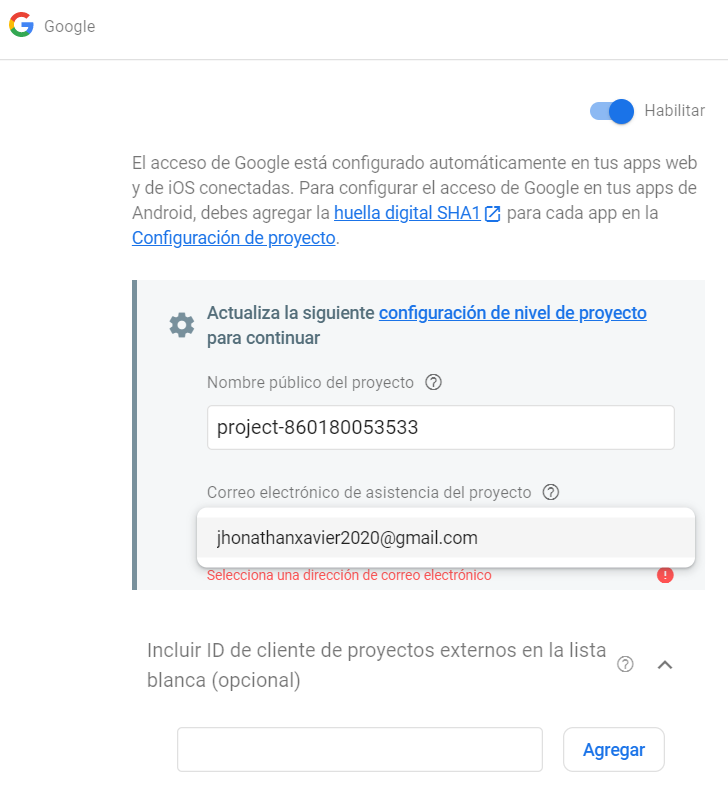 Google
Habilitar
El acceso de Google está configurado automáticamente en tus apps web
y de iOS conectadas. Para configurar el acceso de Google en tus apps de
Android, debes agregar la huella digital SHA1 para cada app en la
Configuración de proyecto.
Actualiza la siguiente configuración de nivel de proyecto
para continuar
Nombre público del proyecto
project-860180053533
Correo electrónico de asistencia del proyecto
jhonathanxavier2020@gmail.com
Selecciona una dirección de correo electrónico
Incluir ID de cliente de proyectos externos en la lista
blanca (opcional)
Agregar